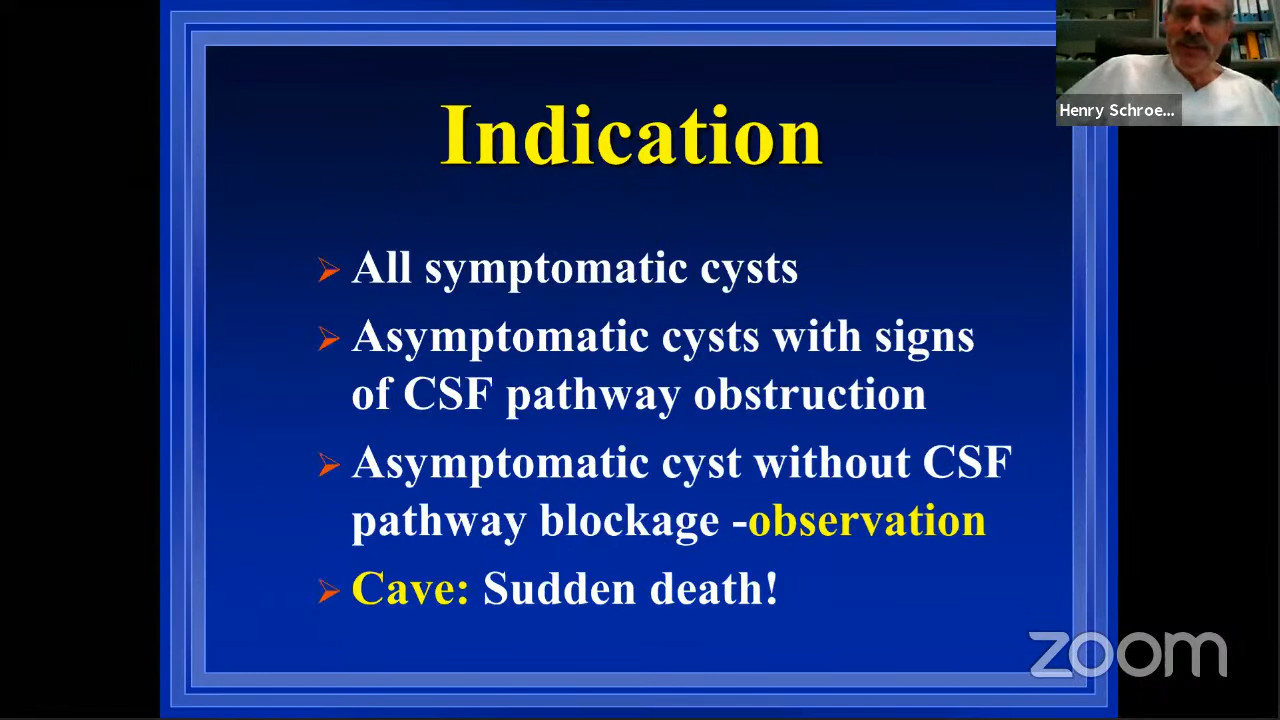 Indication
Henry Schroe...
All symptomatic cysts
Asymptomatic cysts with signs
of CSF pathway obstruction
Asymptomatic cyst without CSF
pathway blockage -observation
Cave: Sudden death!
zoom